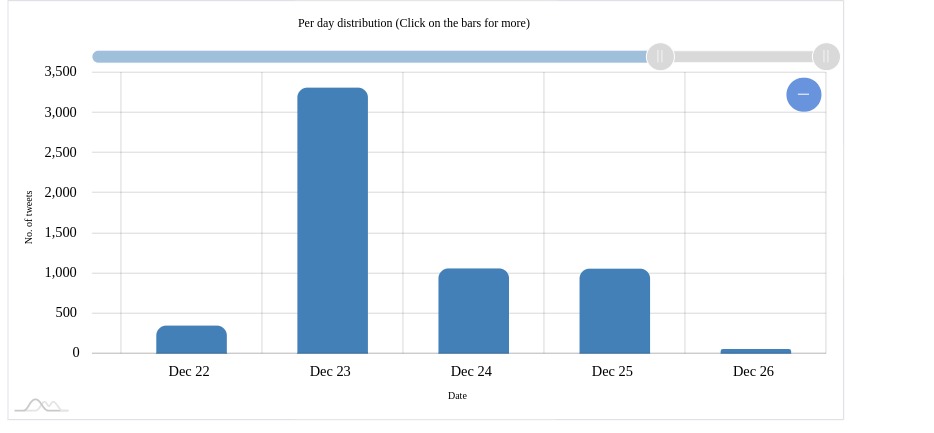 Per day distribution (Click on the bars for more)
3,500
3,000
2,500
2,000
1,500
1,000
500
0
No. of tweets
Dec 22
Dec 23
Dec 24
Dec 25
Dec 26
Date